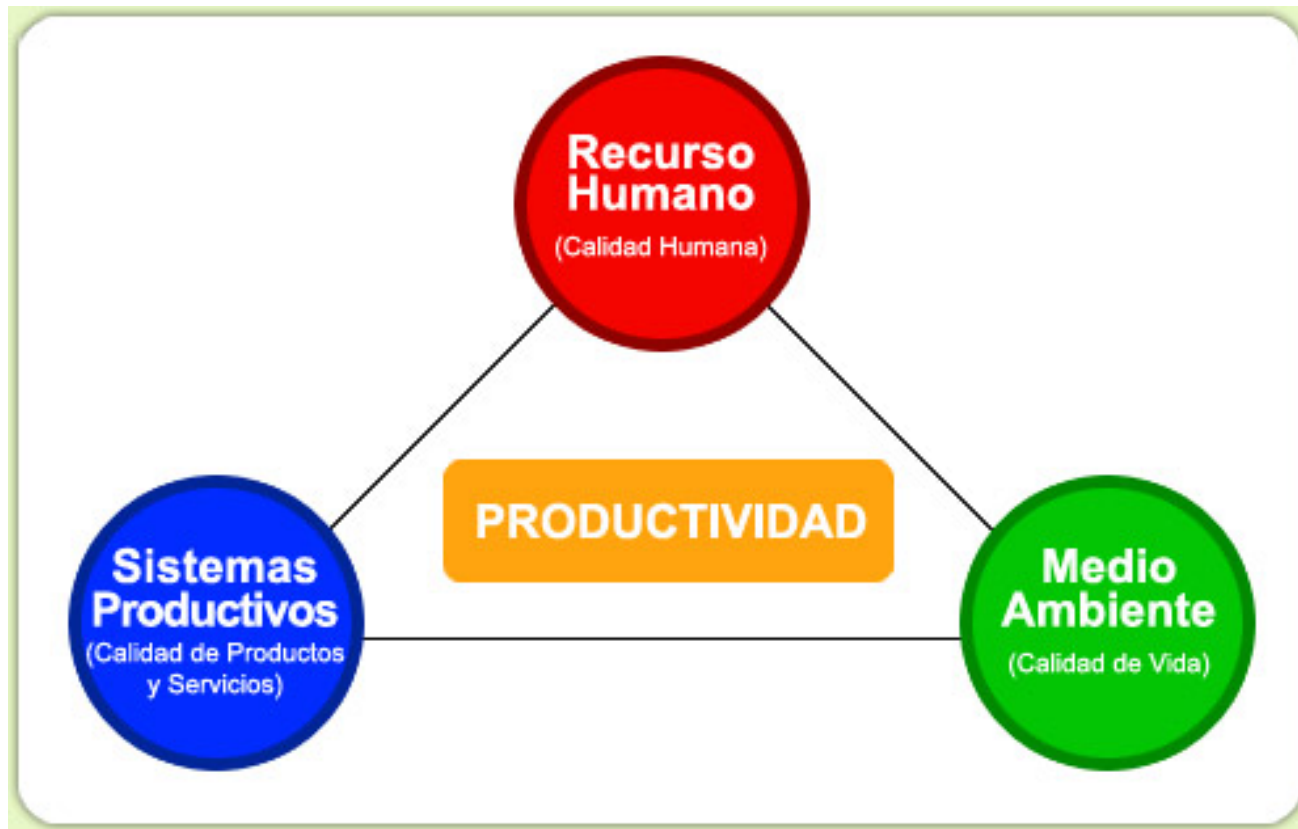 Recurso
Humano
(Calidad Humana)
PRODUCTIVIDAD
Sistemas
Productivos
(Calidad de Productos
y Servicios)
Medio
Ambiente
(Calidad de Vida)